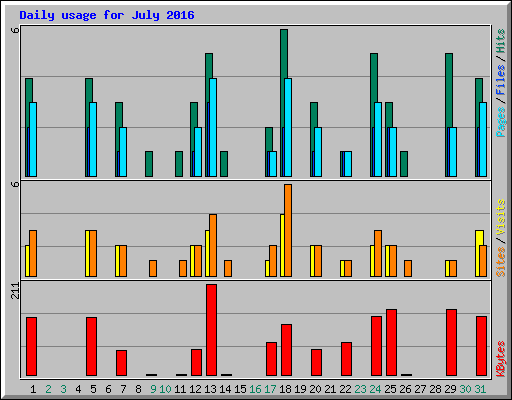 Daily usage for July 2016
6
Pages / Files / Hits
6
Sites / Visits
211
KBytes
1 2 3 4 5 6 7 8 9 10 11 12 13 14 15 16 17 18 19 20 21 22 23 24 25 26 27 28 29 30 31